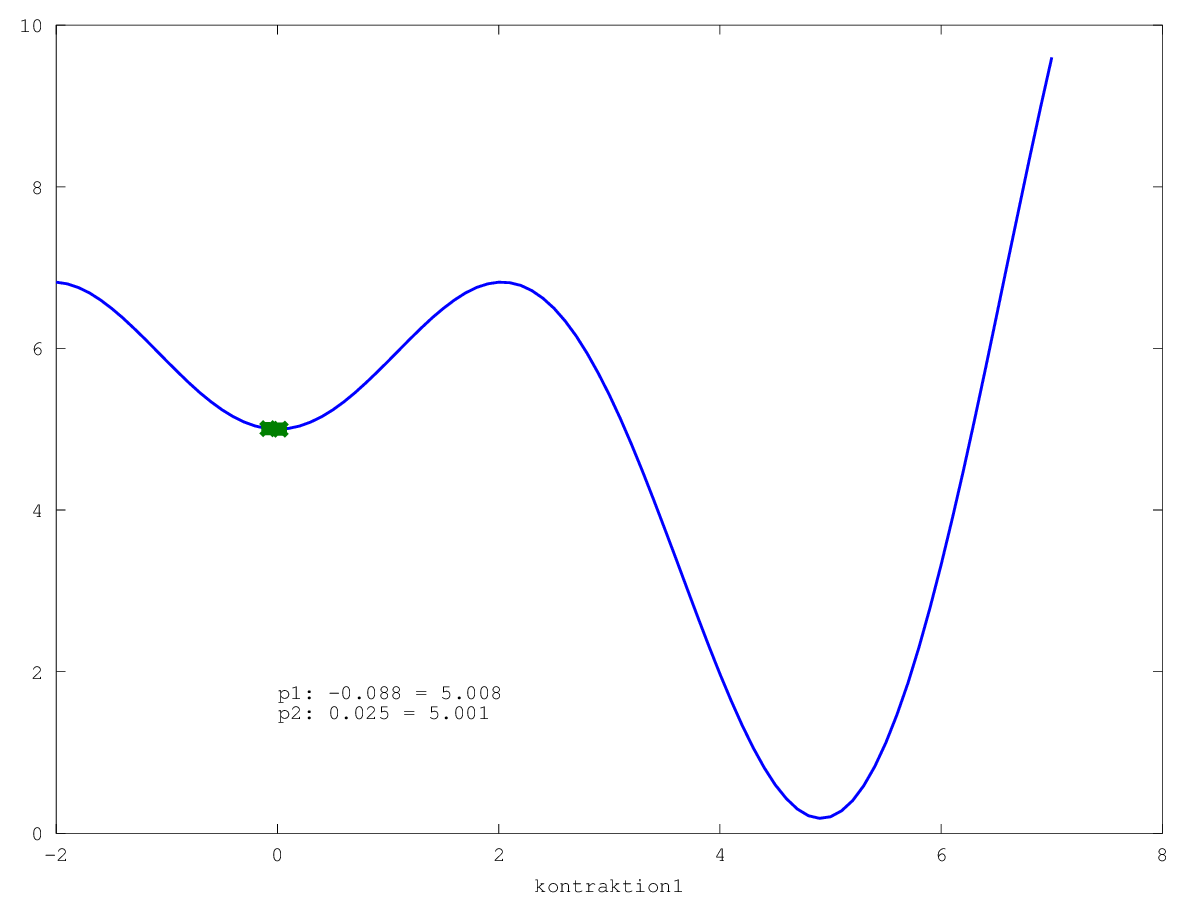 10
8
6
4
2
0
p1: -0.088 = 5.008
p2: 0.025 = 5.001
-2 0 2 4 6 8
kontraktion1